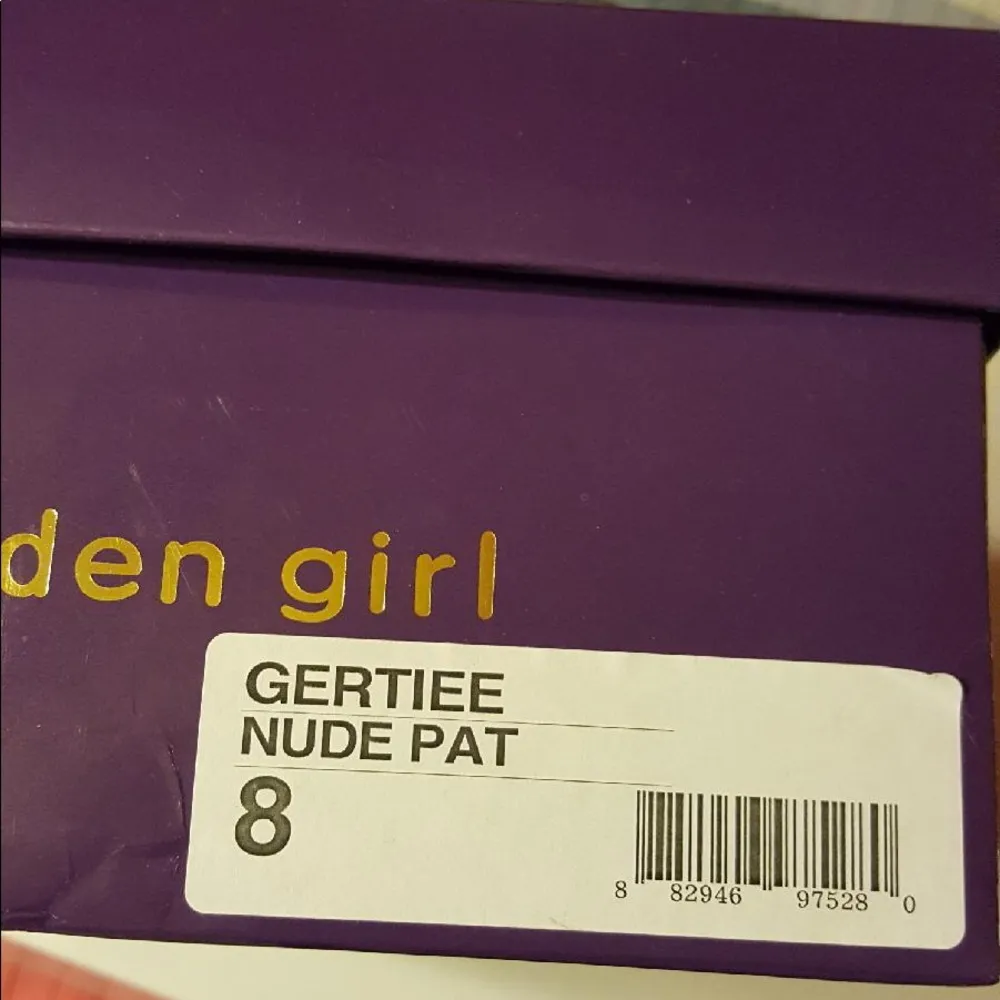 den girl
GERTIEE
NUDE PAT
8
8 82946 97528 0